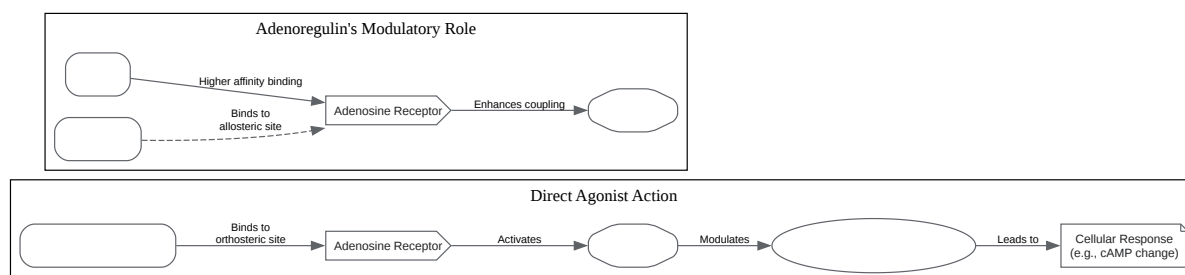 Adenoregulin's Modulatory Role
Higher affinity binding
Binds to
allosteric site
Adenosine Receptor
Enhances coupling
Direct Agonist Action
Binds to
orthosteric site
Adenosine Receptor
Activates
Modulates
Leads to
Cellular Response
(e.g., cAMP change)